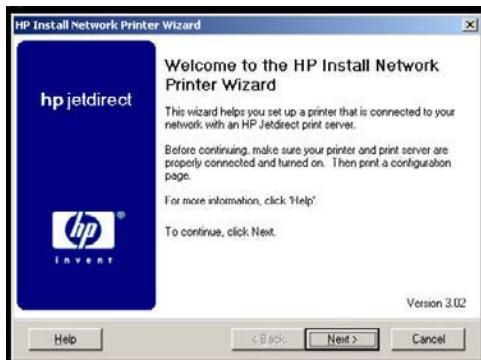 HP Install Network Printer Wizard
hp jetdirect
hp
invent
Welcome to the HP Install Network
Printer Wizard
This wizard helps you set up a printer that is connected to your
network with an HP Jetdirect print server.
Before continuing, make sure your printer and print server are
properly connected and turned on. Then print a configuration
page.
For more information, click 'Help'.
To continue, click Next.
Version 3.02
Help
< Back
Next >
Cancel